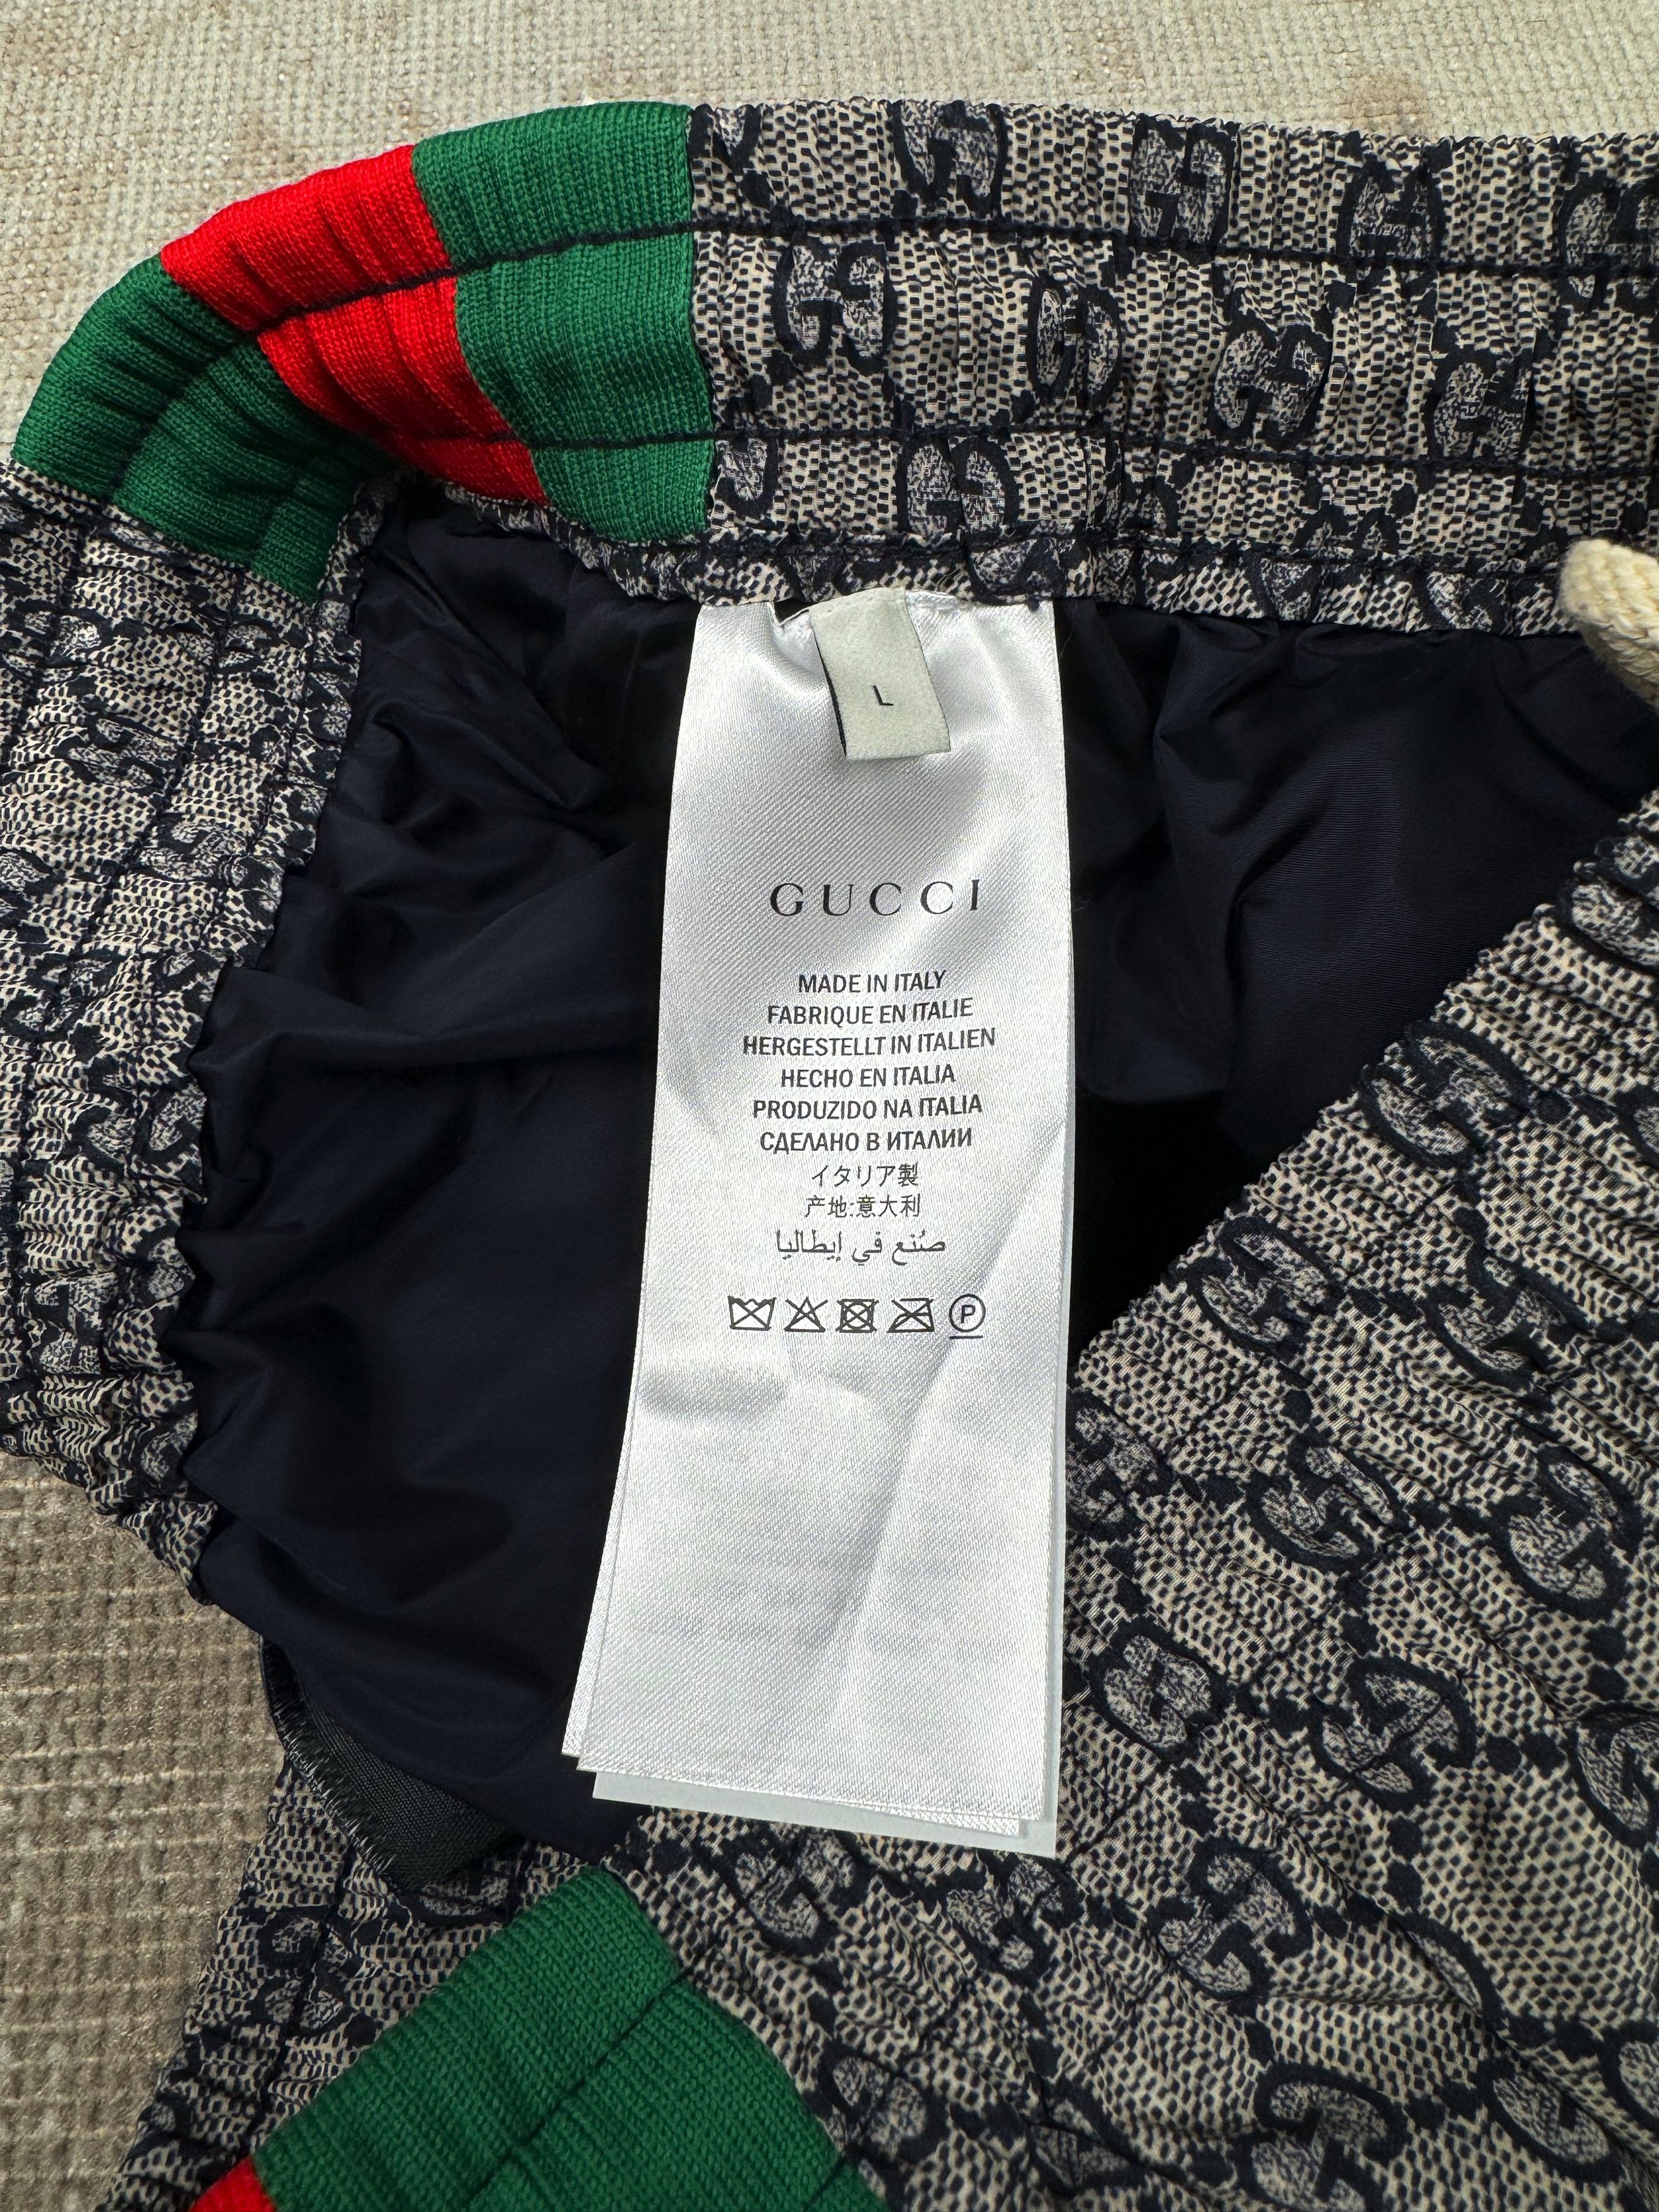 L
GUCCI
MADE IN ITALY
FABRIQUE EN ITALIE
HERGESTELLT IN ITALIEN
HECHO EN ITALIA
PRODUZIDO NA ITALIA
СДЕЛАНО В ИТАЛИИ
イタリア製
产地:意大利
صُنع في إيطاليا
P